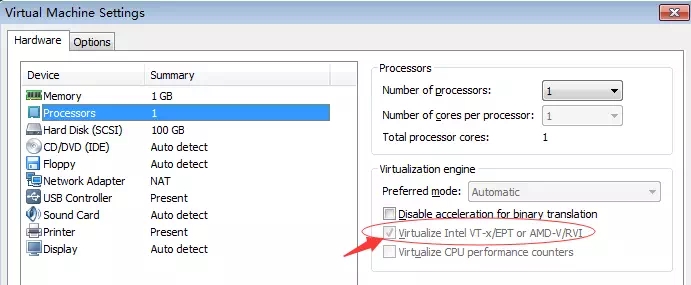 Virtual Machine Settings
Hardware Options
Device Summary
Memory 1 GB
Processors 1
Hard Disk (SCSI) 100 GB
CD/DVD (IDE) Auto detect
Floppy Auto detect
Network Adapter NAT
USB Controller Present
Sound Card Auto detect
Printer Present
Display Auto detect
Processors
Number of processors: 1
Number of cores per processor: 1
Total processor cores: 1
Virtualization engine
Preferred mode: Automatic
Disable acceleration for binary translation
Virtualize Intel VT-x/EPT or AMD-V/RVI
Virtualize CPU performance counters